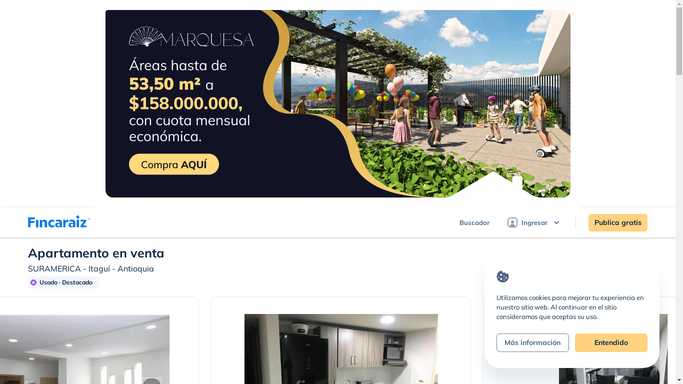 MARQUESA
Áreas hasta de
53,50 m² a
$158.000.000,
con cuota mensual
económica.
Compra AQUÍ
Fincaraiz
Buscador
Ingresar
Publica gratis
Apartamento en venta
SURAMERICA - Itagüí - Antioquia
Usado · Destacado
Utilizamos cookies para mejorar tu experiencia en
nuestro sitio web. Al continuar en el sitio
consideramos que aceptas su uso.
Más información
Entendido